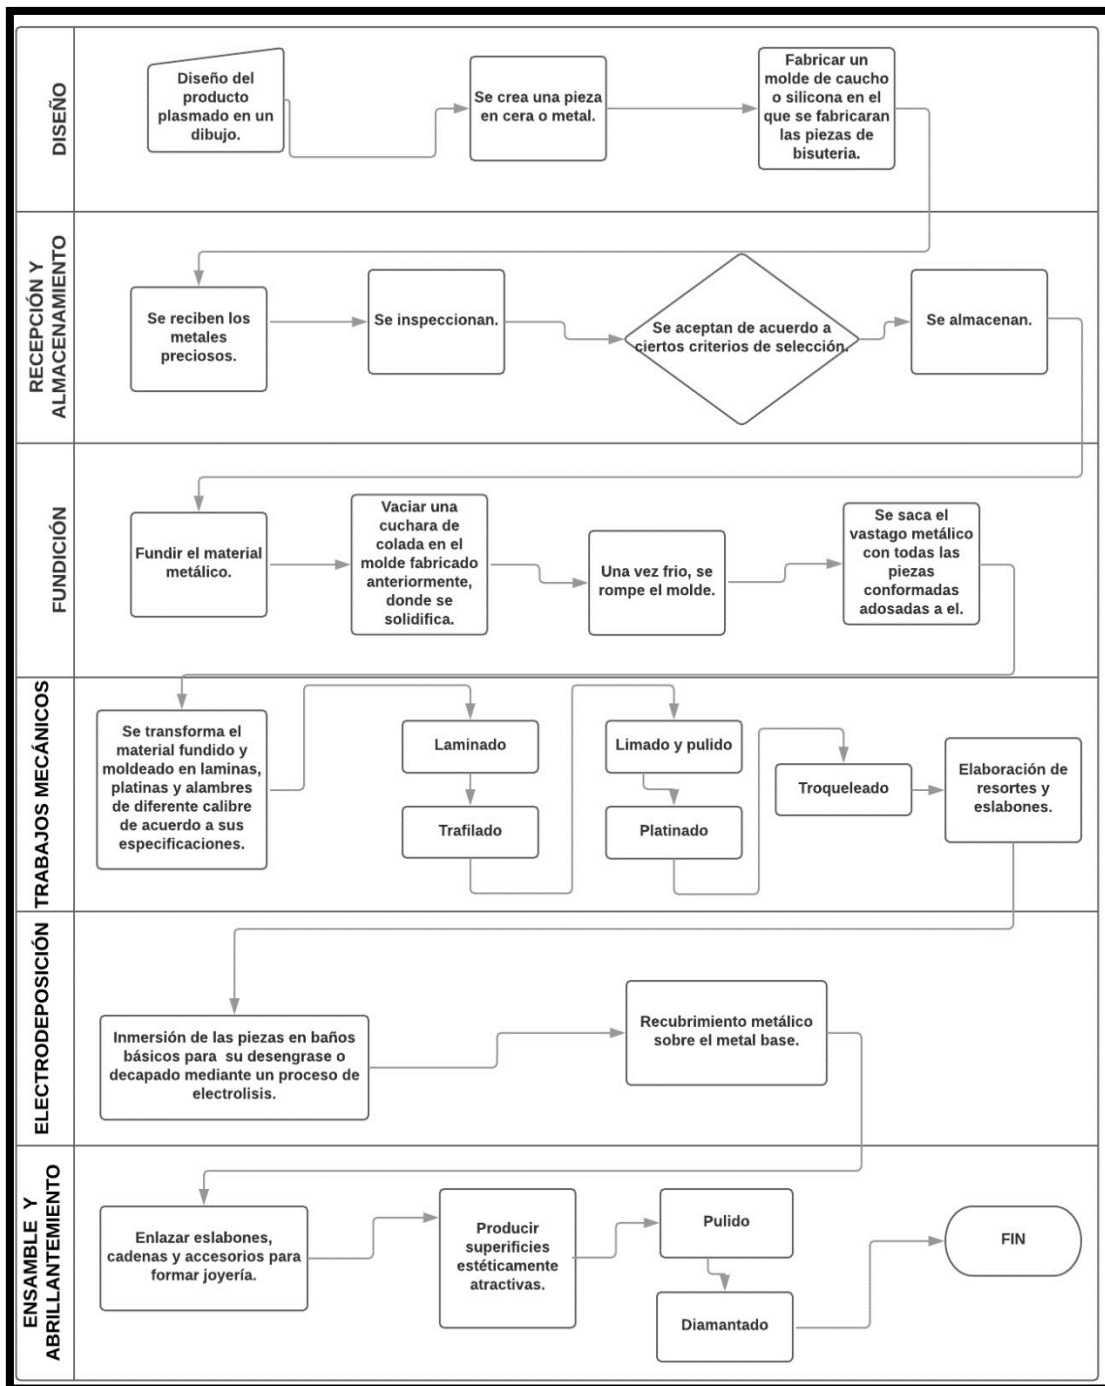 DISEÑO
Diseño del
producto
plasmado en un
dibujo.
Se crea una pieza
en cera o metal.
Fabricar un
molde de caucho
o silicona en el
que se fabricaran
las piezas de
bisuteria.
RECEPCIÓN Y
ALMACENAMIENTO
Se reciben los
metales
preciosos.
Se inspeccionan.
Se aceptan de acuerdo a
ciertos criterios de selección.
Se almacenan.
FUNDICIÓN
Fundir el material
metálico.
Vaciar una
cuchara de
colada en el
molde fabricado
anteriormente,
donde se
solidifica.
Una vez frio, se
rompe el molde.
Se saca el
vastago metálico
con todas las
piezas
conformadas
adosadas a el.
TRABAJOS MECÁNICOS
Se transforma el
material fundido y
moldeado en laminas,
platinas y alambres
de diferente calibre
de acuerdo a sus
especificaciones.
Laminado
Trafilado
Limado y pulido
Platinado
Troqueleado
Elaboración de
resortes y
eslabones.
ELECTRODEPOSICIÓN
Inmersión de las piezas en baños
básicos para su desengrase o
decapado mediante un proceso de
electrolisis.
Recubrimiento metálico
sobre el metal base.
ENSAMBLE Y
ABRILLANTEMIENTO
Enlazar eslabones,
cadenas y accesorios para
formar joyería.
Producir
superficies
estéticamente
atractivas.
Pulido
Diamantado
FIN